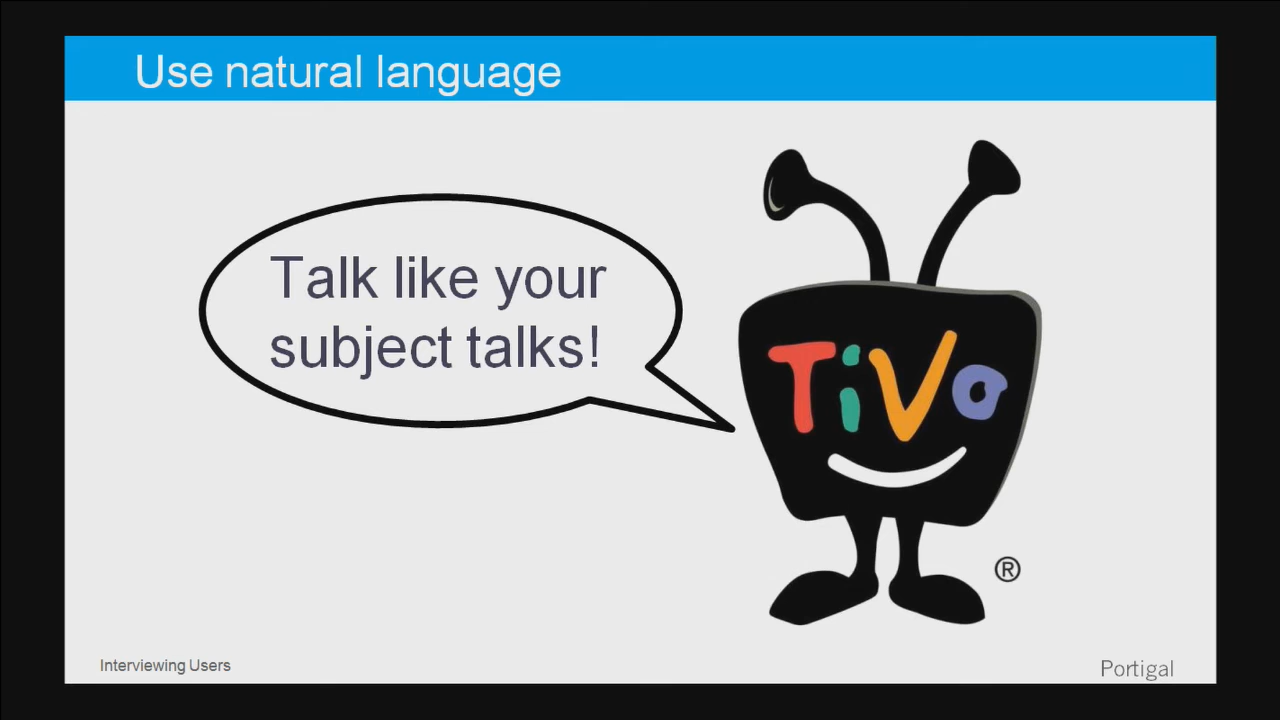 Use natural language
Talk like your
subject talks!
TiVo
®
Interviewing Users
Portigal